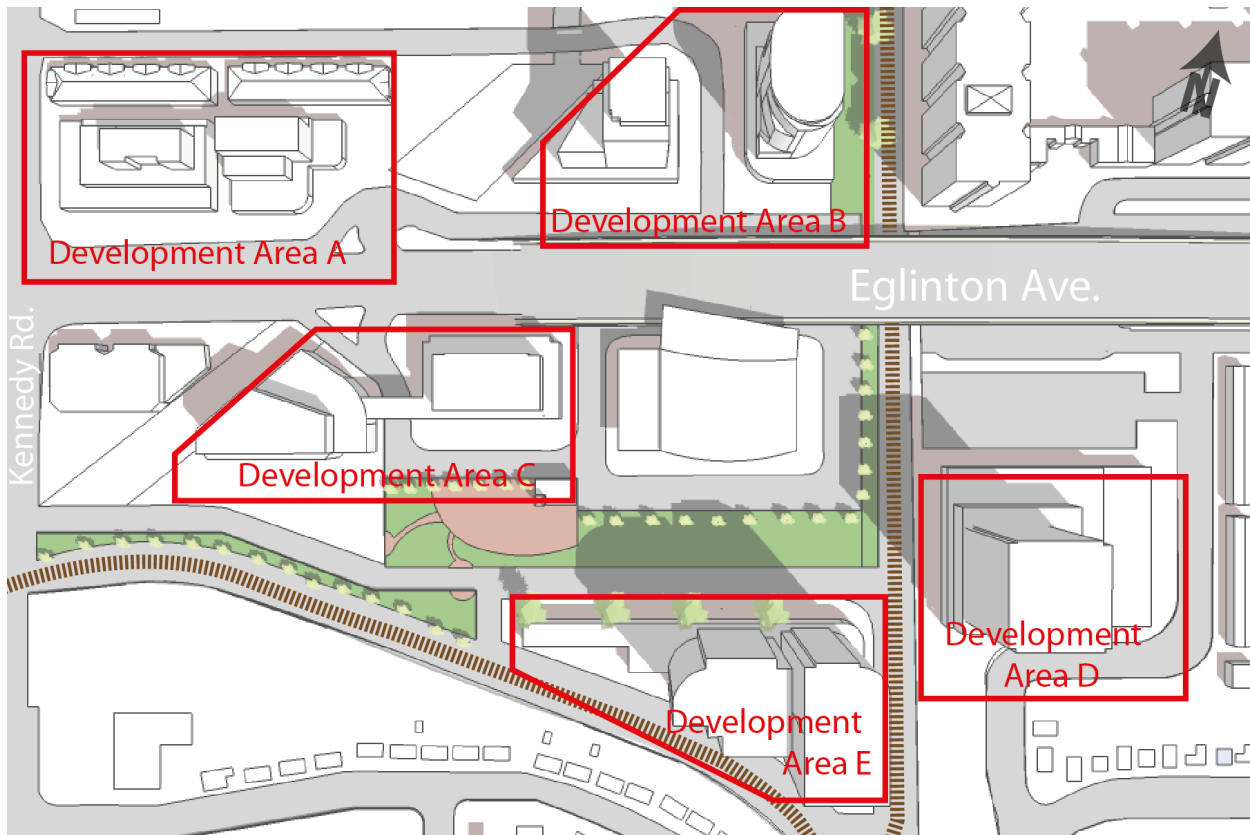 N
Development Area B
Development Area A
Eglinton Ave.
Kennedy Rd.
Development Area C
Development
Area D
Development
Area E